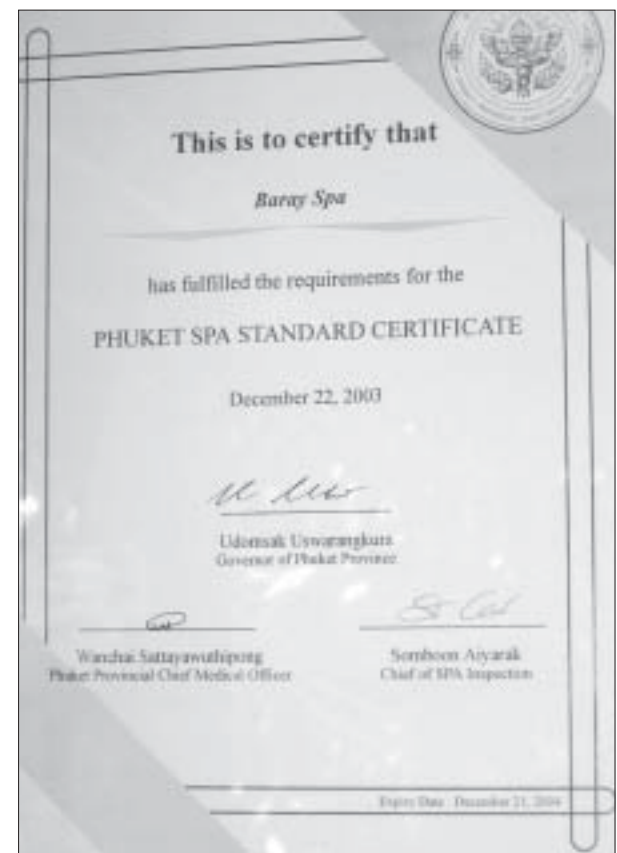 This is to certify that
Baray Spa
has fulfilled the requirements for the
PHUKET SPA STANDARD CERTIFICATE
December 22, 2003
Udomsak Uswarangkura
Governor of Phuket Province
Wanchai Sattayawuthipong
Phuket Provincial Chief Medical Officer
Somboon Aiyarak
Chief of SPA Inspectors
Expiry Date : December 21, 2004